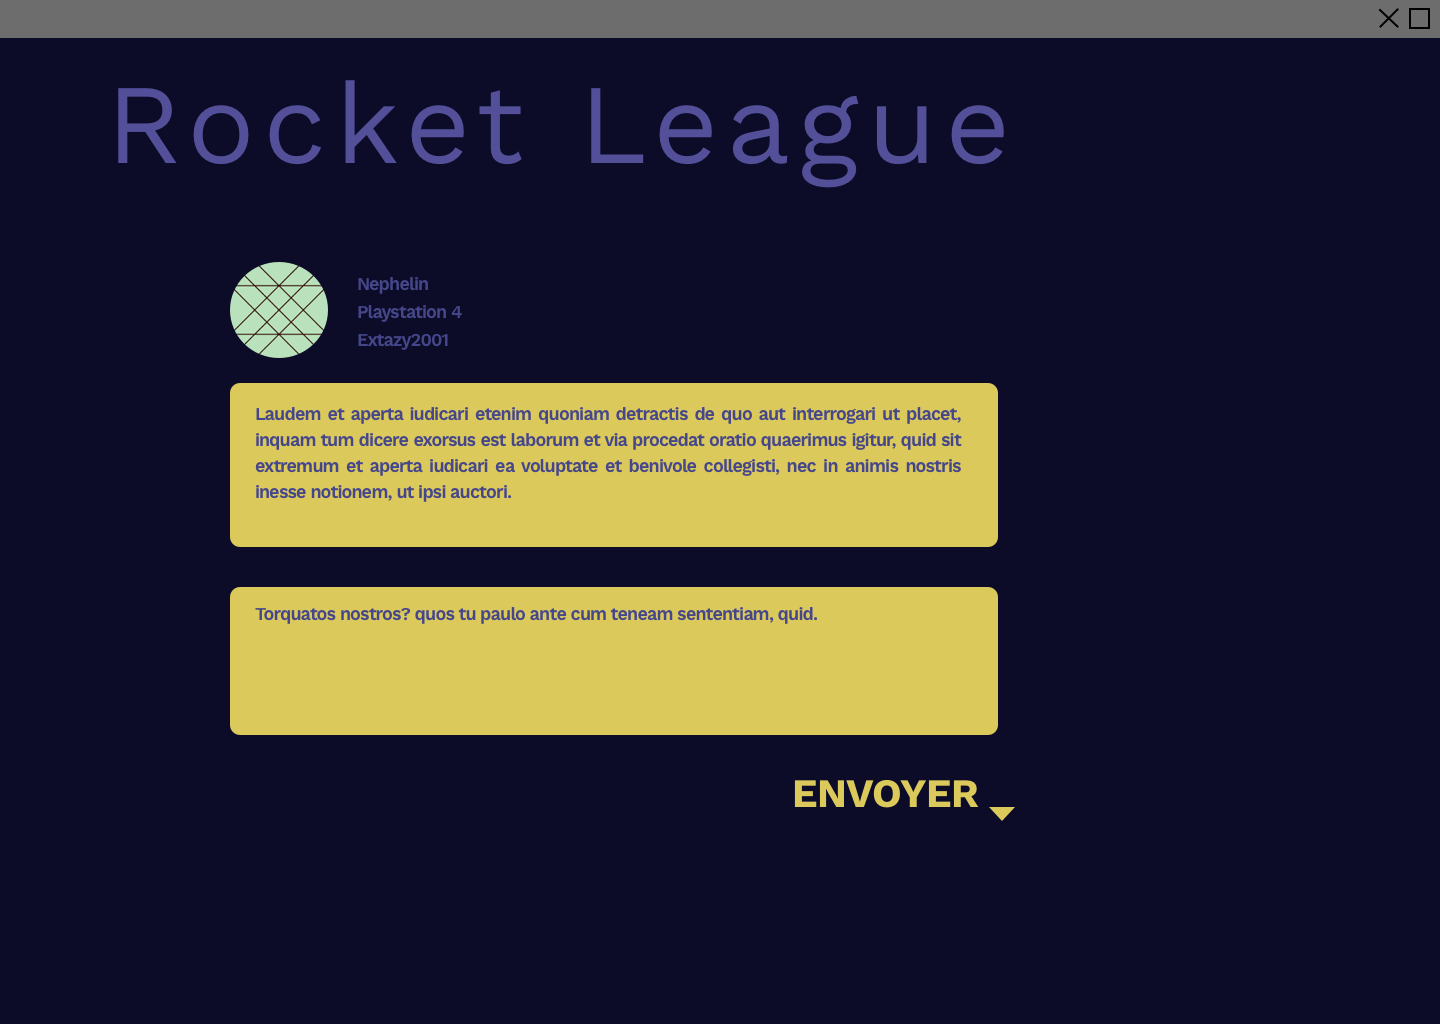 Rocket League
Nephelin
Playstation 4
Extazy2001
Laudem et aperta iudicari etenim quoniam detractis de quo aut interrogari ut placet,
inquam tum dicere exorsus est laborum et via procedat oratio quaerimus igitur, quid sit
extremum et aperta iudicari ea voluptate et benivole collegisti, nec in animis nostris
inesse notionem, ut ipsi auctori.
Torquatos nostros? quos tu paulo ante cum teneam sententiam, quid.
ENVOYER